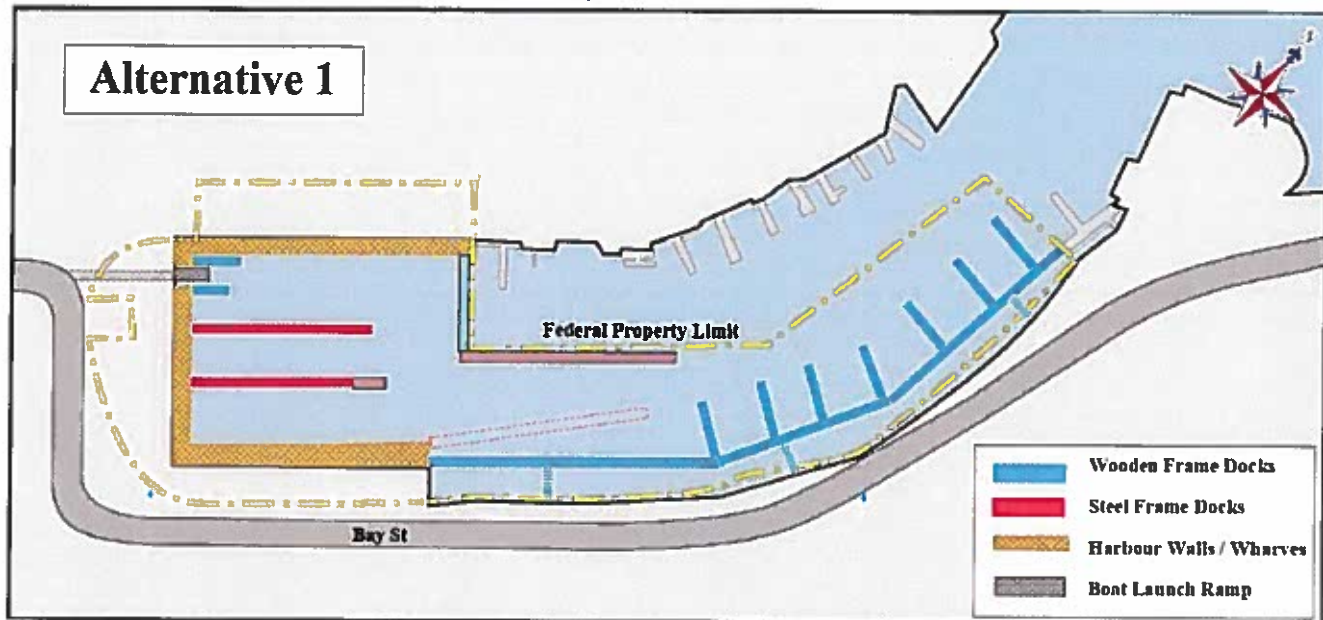 Alternative 1
Federal Property Limit
Bay St
Wooden Frame Docks
Steel Frame Docks
Harbour Walls / Wharves
Boat Launch Ramp